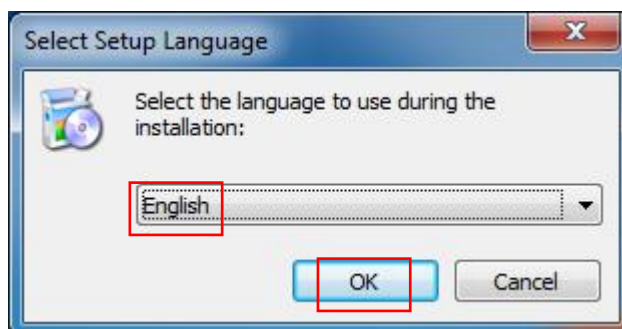 Select Setup Language
Select the language to use during the
installation:
English
OK
Cancel